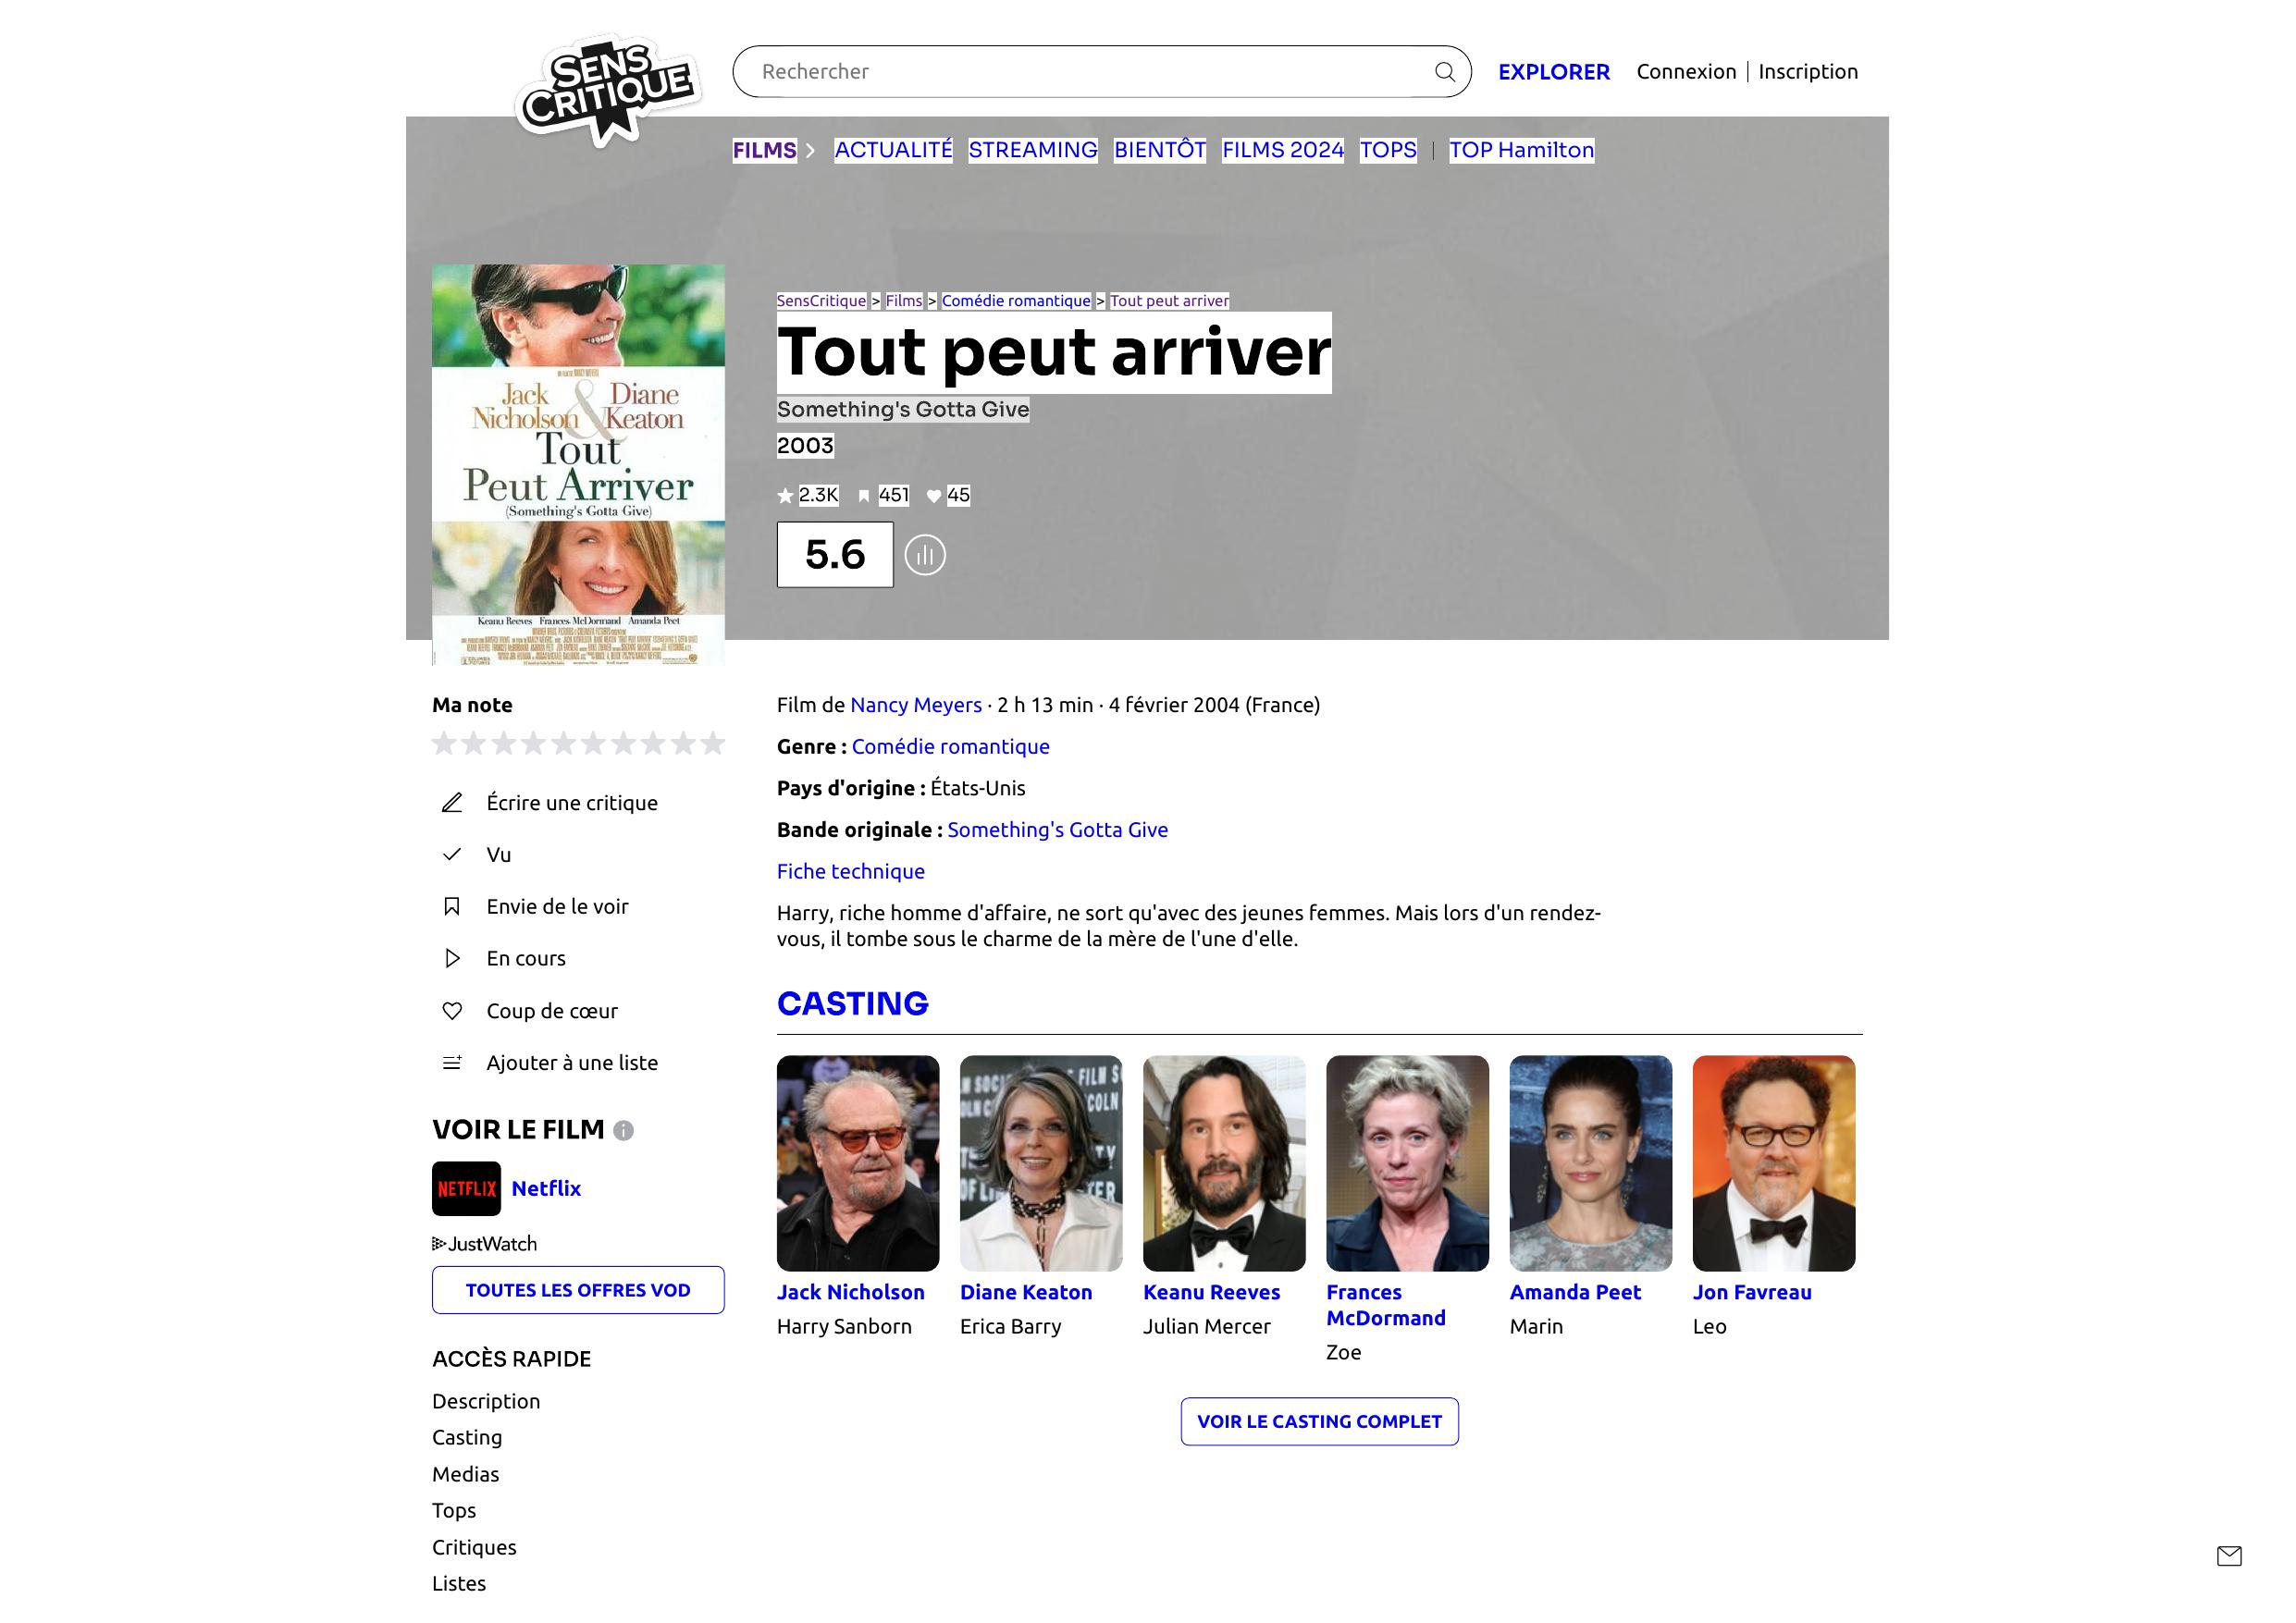 SENS CRITIQUE
Rechercher
EXPLORER
Connexion | Inscription
FILMS > ACTUALITÉ STREAMING BIENTÔT FILMS 2024 TOPS | TOP Hamilton
SensCritique > Films > Comédie romantique > Tout peut arriver
Tout peut arriver
Something's Gotta Give
2003
2.3K 451 45
5.6
Jack Nicholson & Diane Keaton
Tout
Peut Arriver
(Something's Gotta Give)
Keanu Reeves Frances McDormand Amanda Peet
Ma note
Écrire une critique
Vu
Envie de le voir
En cours
Coup de cœur
Ajouter à une liste
VOIR LE FILM
NETFLIX Netflix
JustWatch
TOUTES LES OFFRES VOD
ACCÈS RAPIDE
Description
Casting
Medias
Tops
Critiques
Listes
Film de Nancy Meyers · 2 h 13 min · 4 février 2004 (France)
Genre : Comédie romantique
Pays d'origine : États-Unis
Bande originale : Something's Gotta Give
Fiche technique
Harry, riche homme d'affaire, ne sort qu'avec des jeunes femmes. Mais lors d'un rendez-
vous, il tombe sous le charme de la mère de l'une d'elle.
CASTING
Jack Nicholson
Harry Sanborn
Diane Keaton
Erica Barry
Keanu Reeves
Julian Mercer
Frances
McDormand
Zoe
Amanda Peet
Marin
Jon Favreau
Leo
VOIR LE CASTING COMPLET